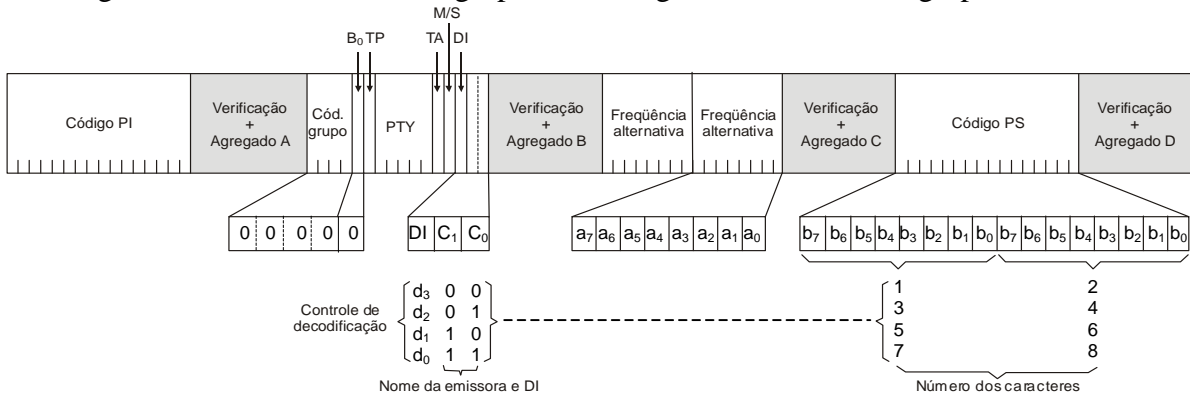 M/S
B0 TP TA DI
Código PI
Verificação
+
Agregado A
Cód.
grupo
PTY
Verificação
+
Agregado B
Freqüência
alternativa
Freqüência
alternativa
Verificação
+
Agregado C
Código PS
Verificação
+
Agregado D
0 0 0 0 0
DI C1 C0
a7 a6 a5 a4 a3 a2 a1 a0
b7 b6 b5 b4 b3 b2 b1 b0 b7 b6 b5 b4 b3 b2 b1 b0
Controle de
decodificação
d3 0 0
d2 0 1
d1 1 0
d0 1 1
1 2
3 4
5 6
7 8
Nome da emissora e DI
Número dos caracteres